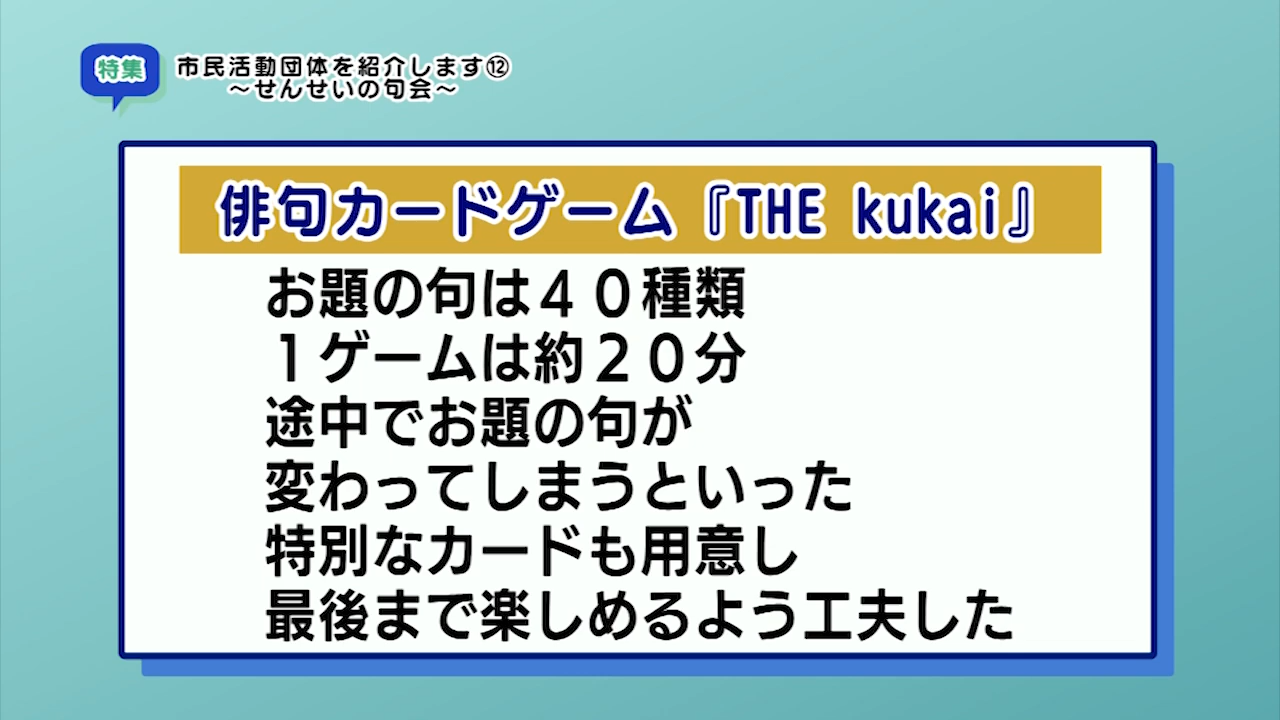 特集
市民活動団体を紹介します⑫
～せんせいの句会～
俳句カードゲーム『THE kukai』
お題の句は４０種類
１ゲームは約２０分
途中でお題の句が
変わってしまうといった
特別なカードも用意し
最後まで楽しめるよう工夫した